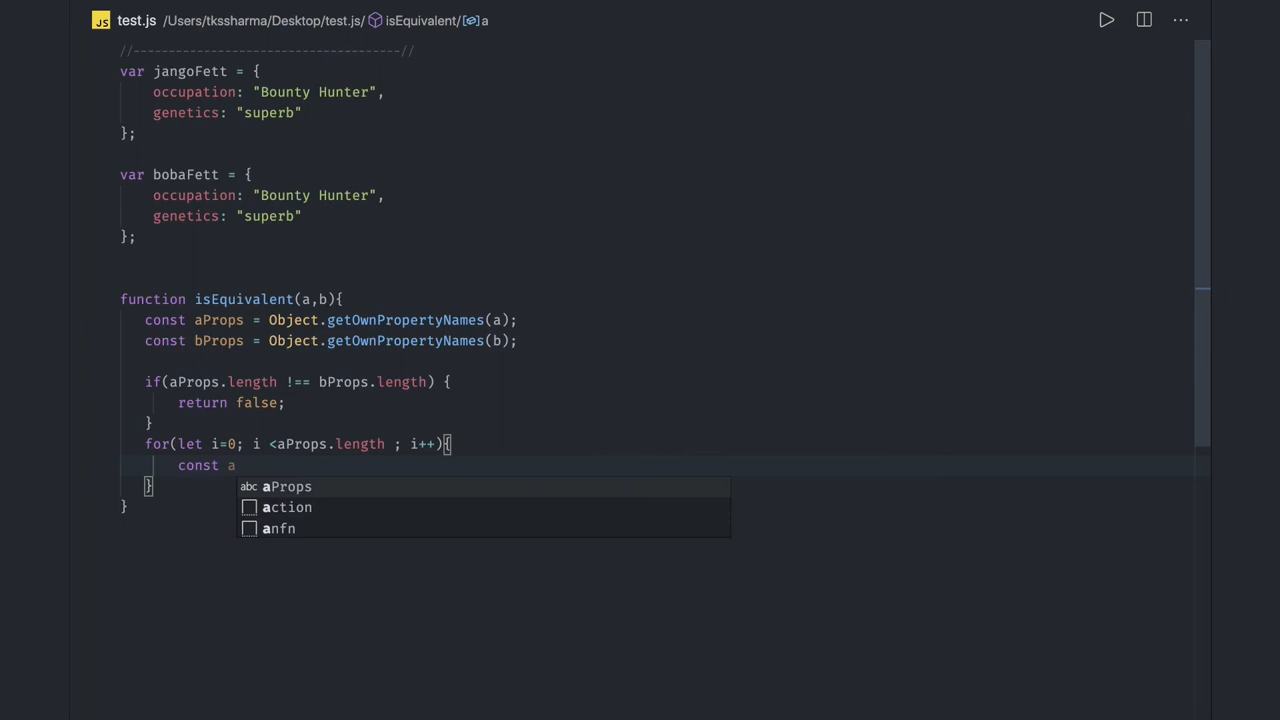 JS test.js /Users/tkssharma/Desktop/test.js/ isEquivalent/ a
//-------------------------------------//
var jangoFett = {
    occupation: "Bounty Hunter",
    genetics: "superb"
};
var bobaFett = {
    occupation: "Bounty Hunter",
    genetics: "superb"
};
function isEquivalent(a,b){
   const aProps = Object.getOwnPropertyNames(a);
   const bProps = Object.getOwnPropertyNames(b);
   if(aProps.length !== bProps.length) {
       return false;
   }
   for(let i=0; i <aProps.length ; i++){
       const a
   }
abc aProps
action
anfn
}